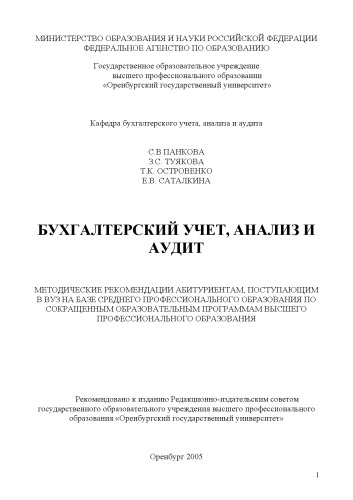 МИНИСТЕРСТВО ОБРАЗОВАНИЯ И НАУКИ РОССИЙСКОЙ ФЕДЕРАЦИИ
ФЕДЕРАЛЬНОЕ АГЕНСТВО ПО ОБРАЗОВАНИЮ
Государственное образовательное учреждение
высшего профессионального образовании
«Оренбургский государственный университет»
Кафедра бухгалтерского учета, анализа и аудита
С.В ПАНКОВА
З.С. ТУЯКОВА
Т.К. ОСТРОВЕНКО
Е.В. САТАЛКИНА
БУХГАЛТЕРСКИЙ УЧЕТ, АНАЛИЗ И
АУДИТ
МЕТОДИЧЕСКИЕ РЕКОМЕНДАЦИИ АБИТУРИЕНТАМ, ПОСТУПАЮЩИМ
В ВУЗ НА БАЗЕ СРЕДНЕГО ПРОФЕССИОНАЛЬНОГО ОБРАЗОВАНИЯ ПО
СОКРАЩЕННЫМ ОБРАЗОВАТЕЛЬНЫМ ПРОГРАММАМ ВЫСШЕГО
ПРОФЕССИОНАЛЬНОГО ОБРАЗОВАНИЯ
Рекомендовано к изданию Редакционно-издательским советом
государственного образовательного учреждения высшего профессионального
образования «Оренбургский государственный университет»
Оренбург 2005
1